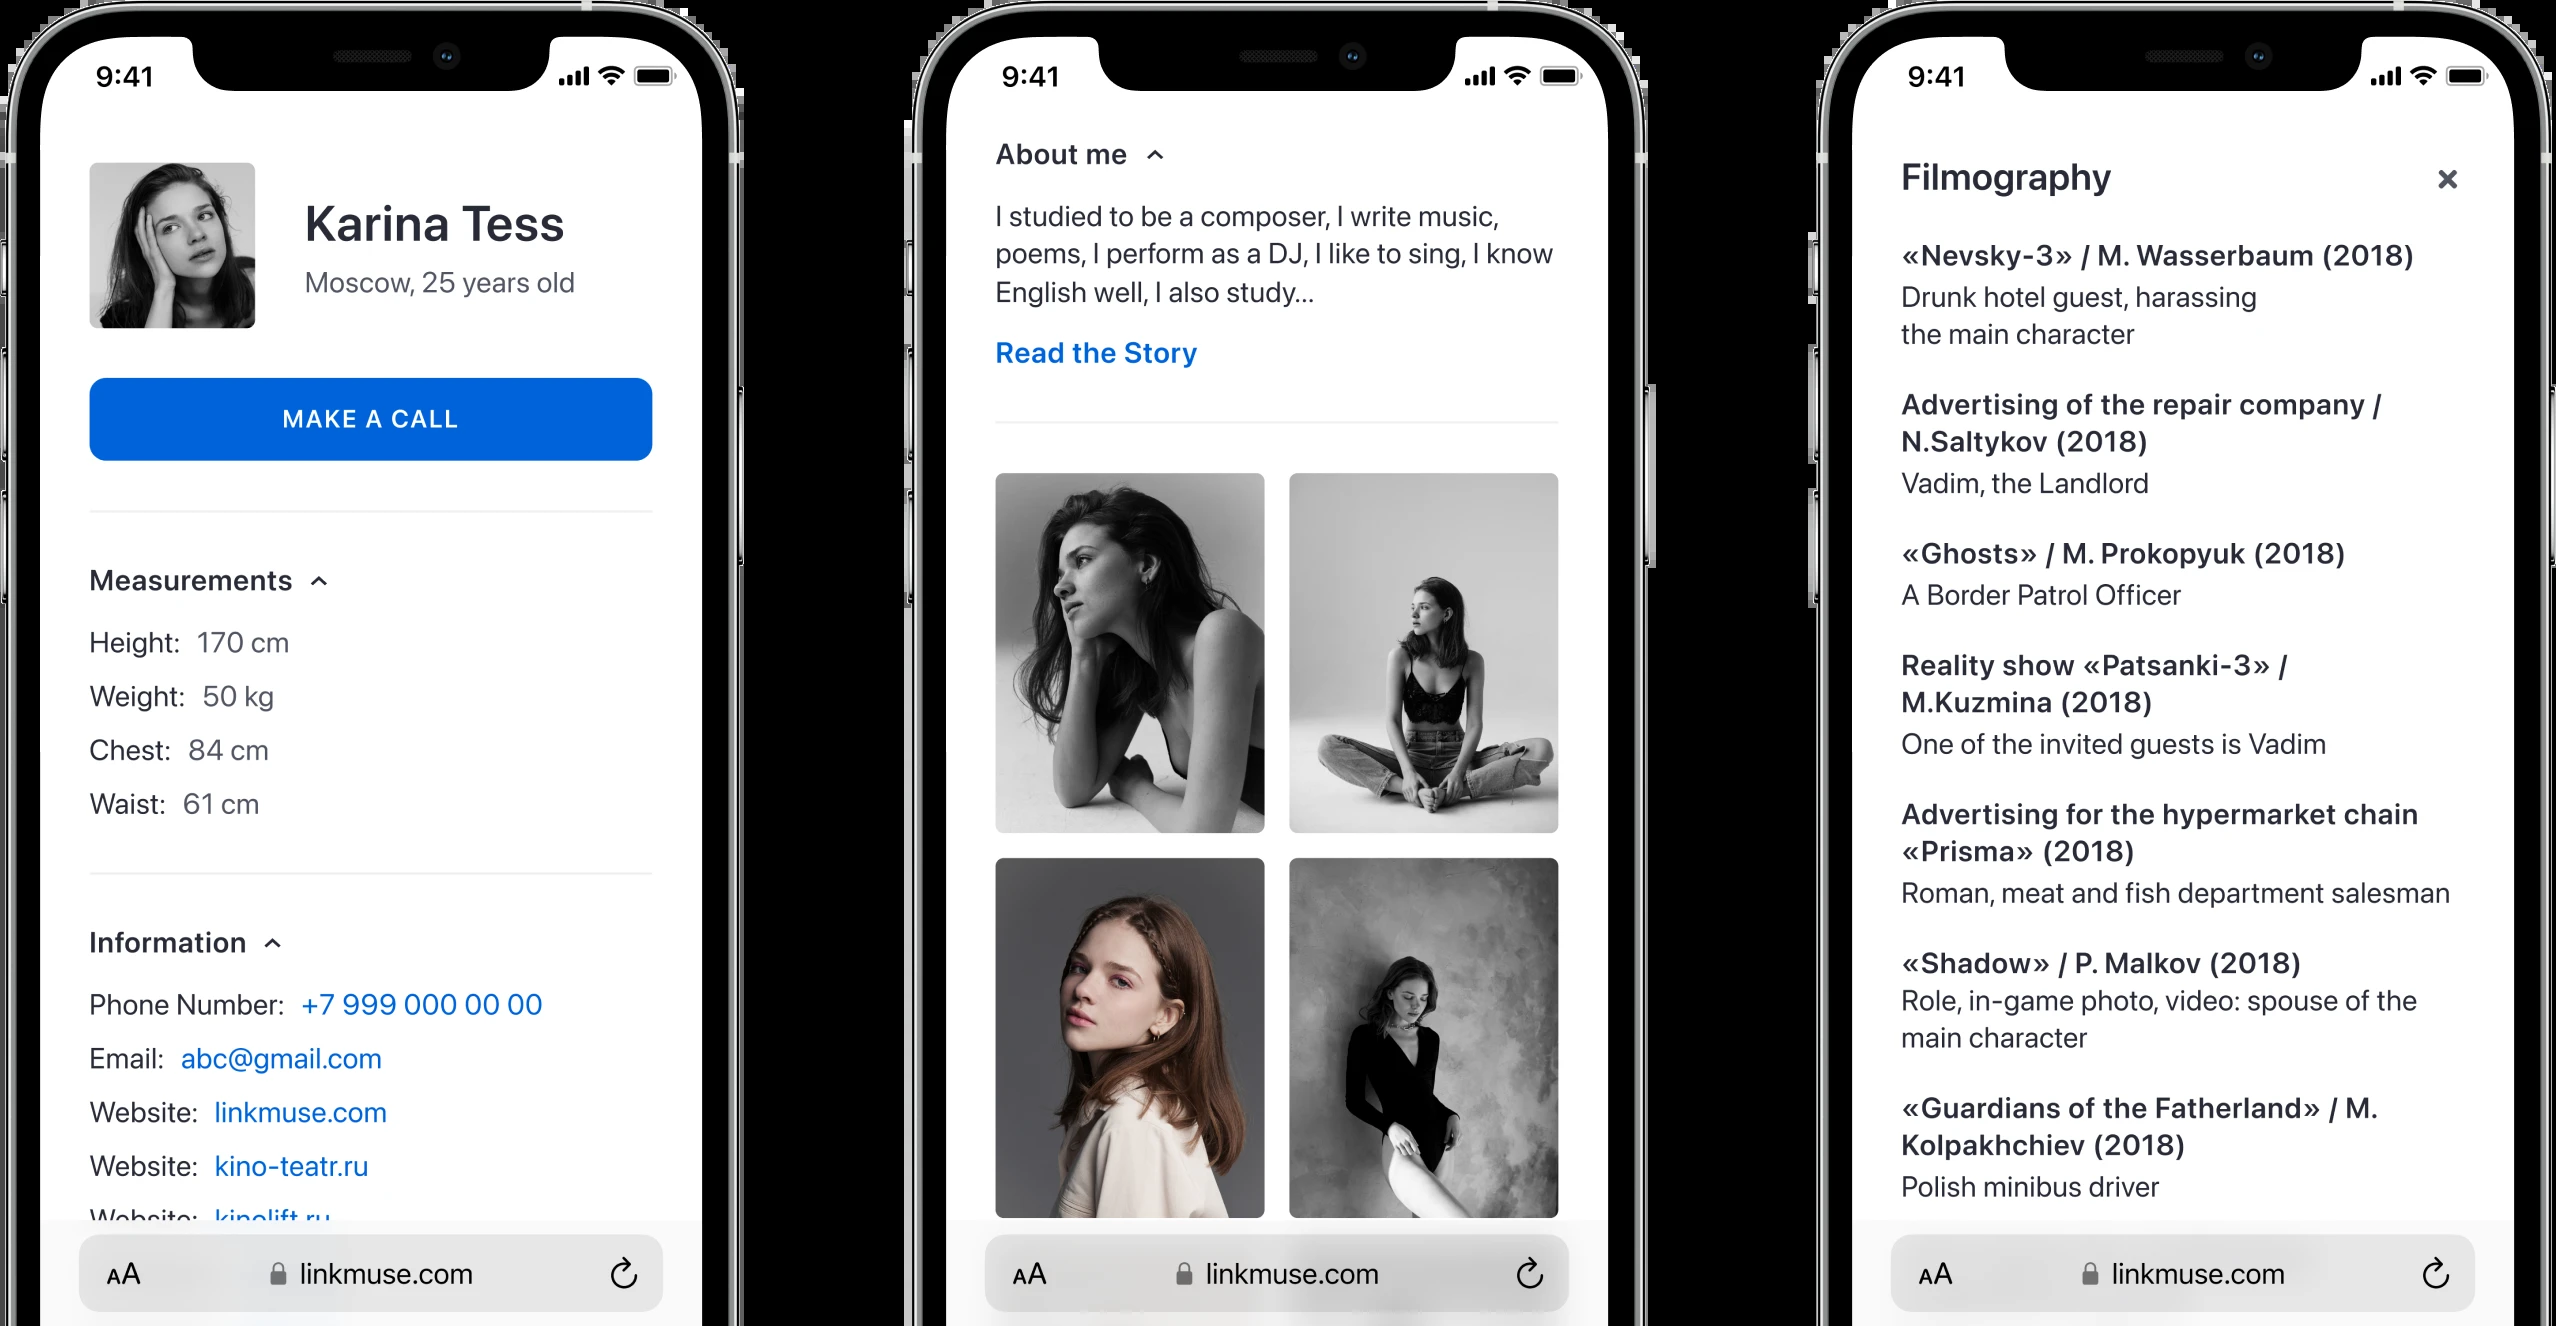 9:41
Karina Tess
Moscow, 25 years old
MAKE A CALL
Measurements
Height: 170 cm
Weight: 50 kg
Chest: 84 cm
Waist: 61 cm
Information
Phone Number: +7 999 000 00 00
Email: abc@gmail.com
Website: linkmuse.com
Website: kino-teatr.ru
Website: kinolift.ru
AA linkmuse.com
9:41
About me
I studied to be a composer, I write music,
poems, I perform as a DJ, I like to sing, I know
English well, I also study...
Read the Story
AA linkmuse.com
9:41
Filmography
«Nevsky-3» / M. Wasserbaum (2018)
Drunk hotel guest, harassing
the main character
Advertising of the repair company /
N.Saltykov (2018)
Vadim, the Landlord
«Ghosts» / M. Prokopyuk (2018)
A Border Patrol Officer
Reality show «Patsanki-3» /
M.Kuzmina (2018)
One of the invited guests is Vadim
Advertising for the hypermarket chain
«Prisma» (2018)
Roman, meat and fish department salesman
«Shadow» / P. Malkov (2018)
Role, in-game photo, video: spouse of the
main character
«Guardians of the Fatherland» / M.
Kolpakhchiev (2018)
Polish minibus driver
AA linkmuse.com